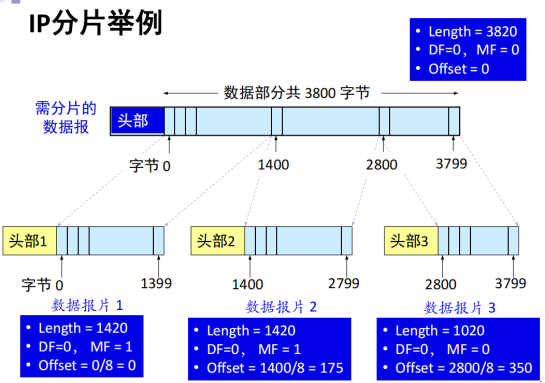 IP分片举例
• Length = 3820
• DF=0， MF = 0
• Offset = 0
数据部分共 3800 字节
需分片的
数据报
头部
字节 0
1400
2800
3799
头部1
头部2
头部3
字节 0
1399
1400
2799
2800
3799
数据报片 1
数据报片 2
数据报片 3
• Length = 1420
• DF=0， MF = 1
• Offset = 0/8 = 0
• Length = 1420
• DF=0， MF = 1
• Offset = 1400/8 = 175
• Length = 1020
• DF=0， MF = 0
• Offset = 2800/8 = 350